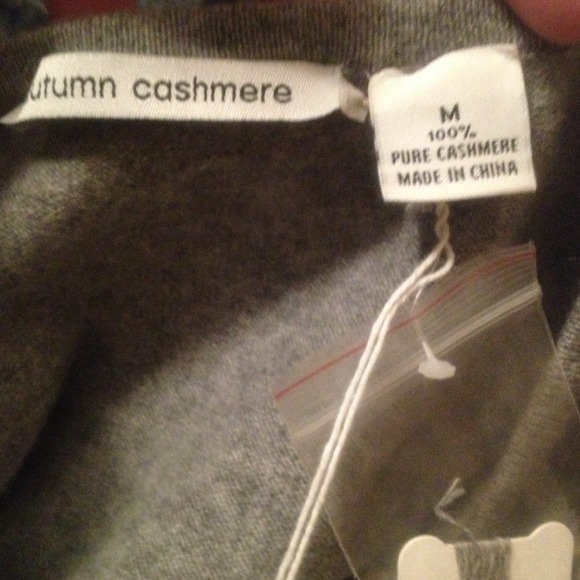 utumn cashmere
M
100%
PURE CASHMERE
MADE IN CHINA